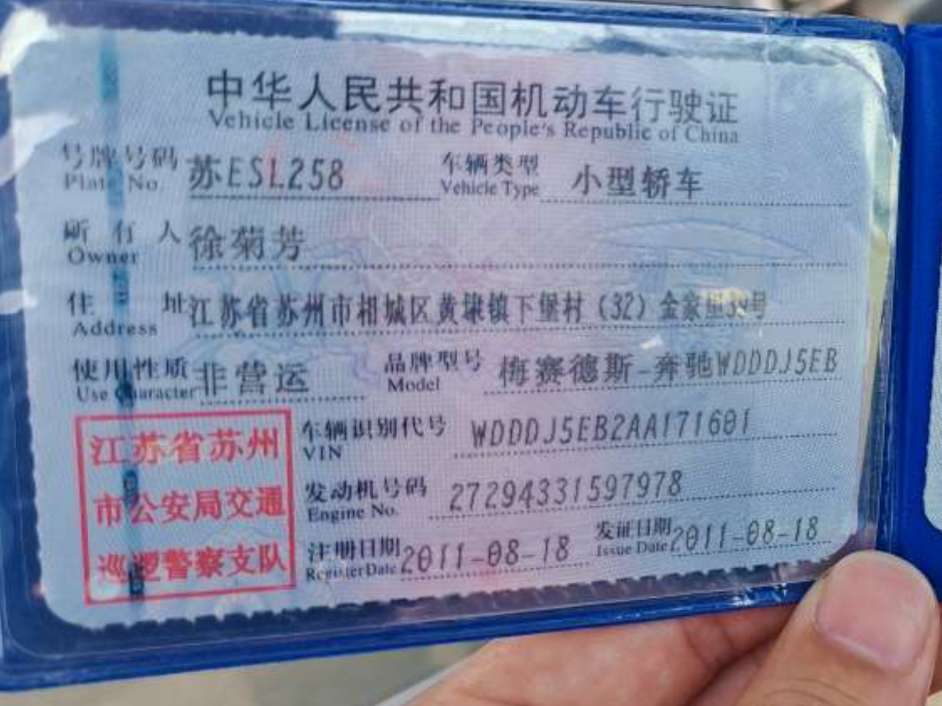 中华人民共和国机动车行驶证
Vehicle License of the People's Republic of China
号牌号码 苏ESL258 车辆类型 小型轿车
Plate No. Vehicle Type
所有人 徐菊芳
Owner
住址 江苏省苏州市相城区黄埭镇下堡村（32）金家里39号
Address
使用性质 非营运 品牌型号 梅赛德斯-奔驰WDDDJ5EB
Use Character Model
江苏省苏州
市公安局交通
巡逻警察支队
车辆识别代号 WDDDJ5EB2AA171601
VIN
发动机号码 27294331597978
Engine No.
注册日期 2011-08-18 发证日期 2011-08-18
Register Date Issue Date